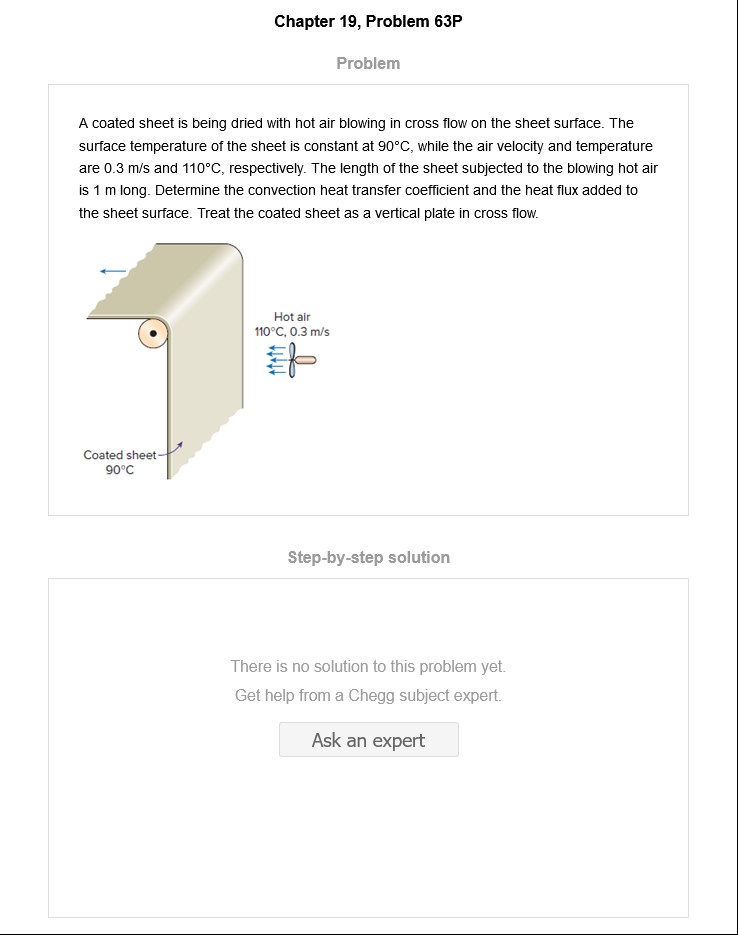 Chapter 19, Problem 63P
Problem
A coated sheet is being dried with hot air blowing in cross flow on the sheet surface. The
surface temperature of the sheet is constant at 90°C, while the air velocity and temperature
are 0.3 m/s and 110°C, respectively. The length of the sheet subjected to the blowing hot air
is 1 m long. Determine the convection heat transfer coefficient and the heat flux added to
the sheet surface. Treat the coated sheet as a vertical plate in cross flow.
Hot air
110°C, 0.3 m/s
Coated sheet
90°C
Step-by-step solution
There is no solution to this problem yet.
Get help from a Chegg subject expert.
Ask an expert